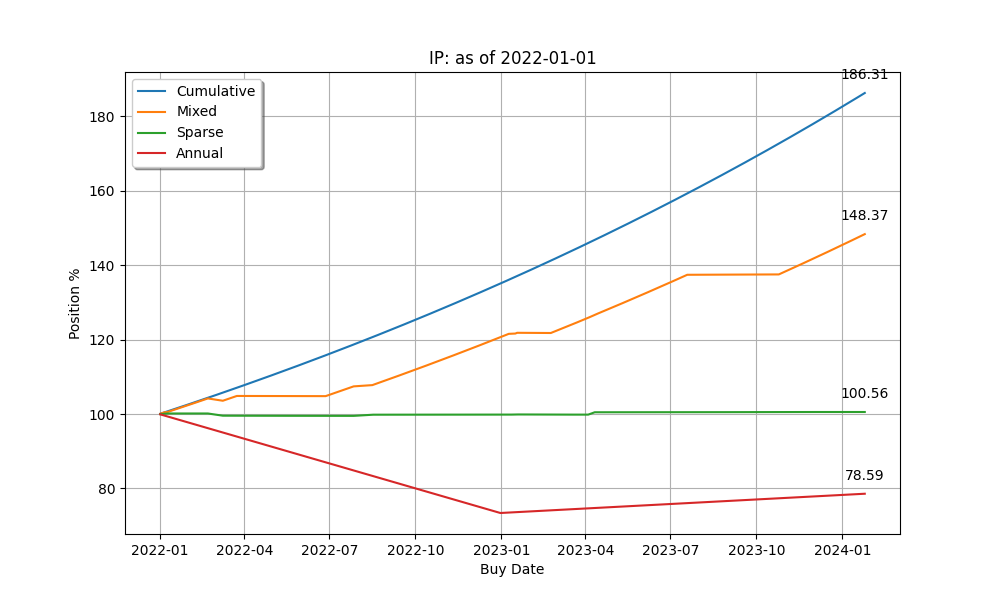 IP: as of 2022-01-01
Cumulative
Mixed
Sparse
Annual
186.31
148.37
100.56
78.59
Position %
180
160
140
120
100
80
2022-01 2022-04 2022-07 2022-10 2023-01 2023-04 2023-07 2023-10 2024-01
Buy Date